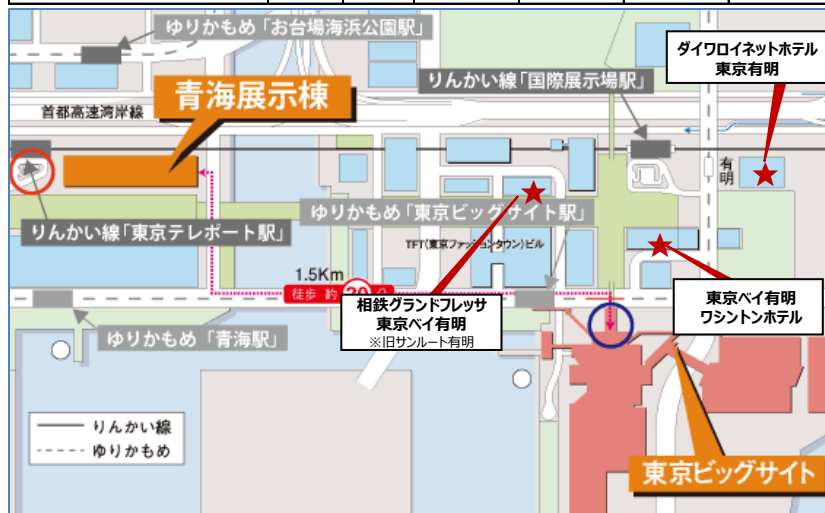 ゆりかもめ「お台場海浜公園駅」
ダイワロイネットホテル
東京有明
りんかい線「国際展示場駅」
青海展示棟
首都高速湾岸線
有明
ゆりかもめ「東京ビッグサイト駅」
りんかい線「東京テレポート駅」
TFT(東京ファッションタウン)ビル
1.5Km
徒歩 約
相鉄グランドフレッサ
東京ベイ有明
※旧サンルート有明
東京ベイ有明
ワシントンホテル
ゆりかもめ「青海駅」
りんかい線
ゆりかもめ
東京ビッグサイト